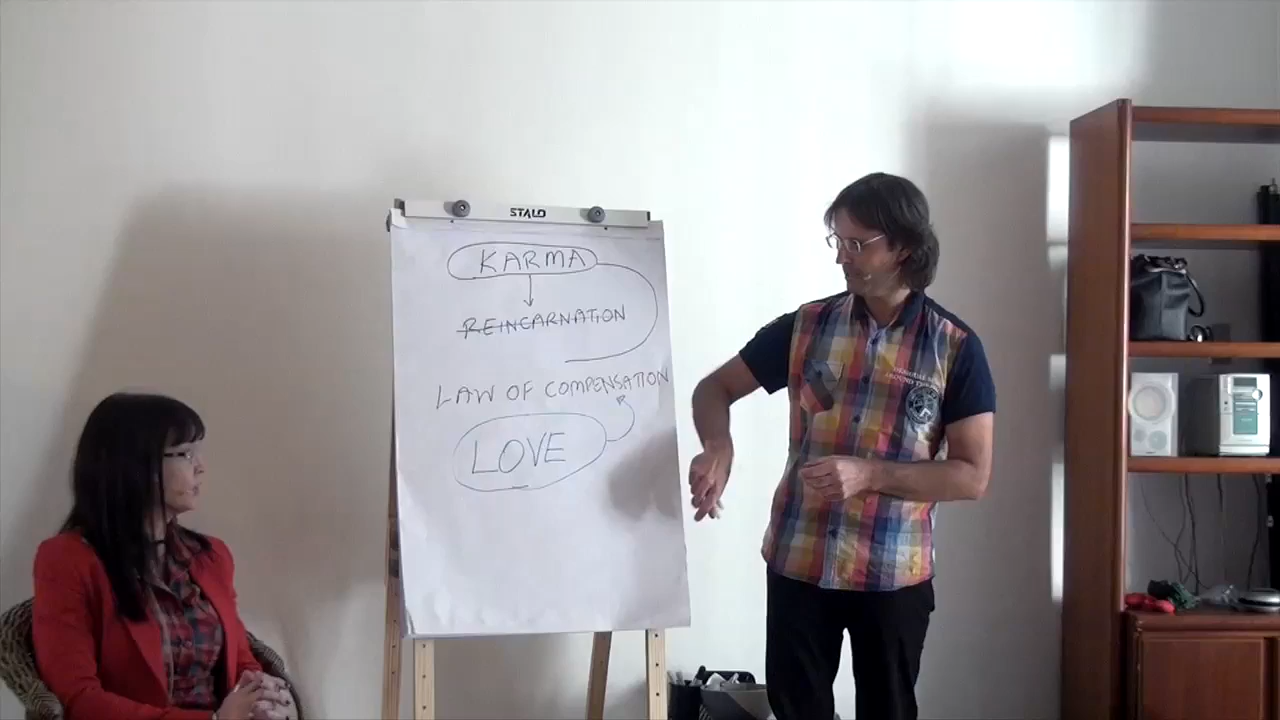 STALO
KARMA
REINCARNATION
LAW OF COMPENSATION
LOVE